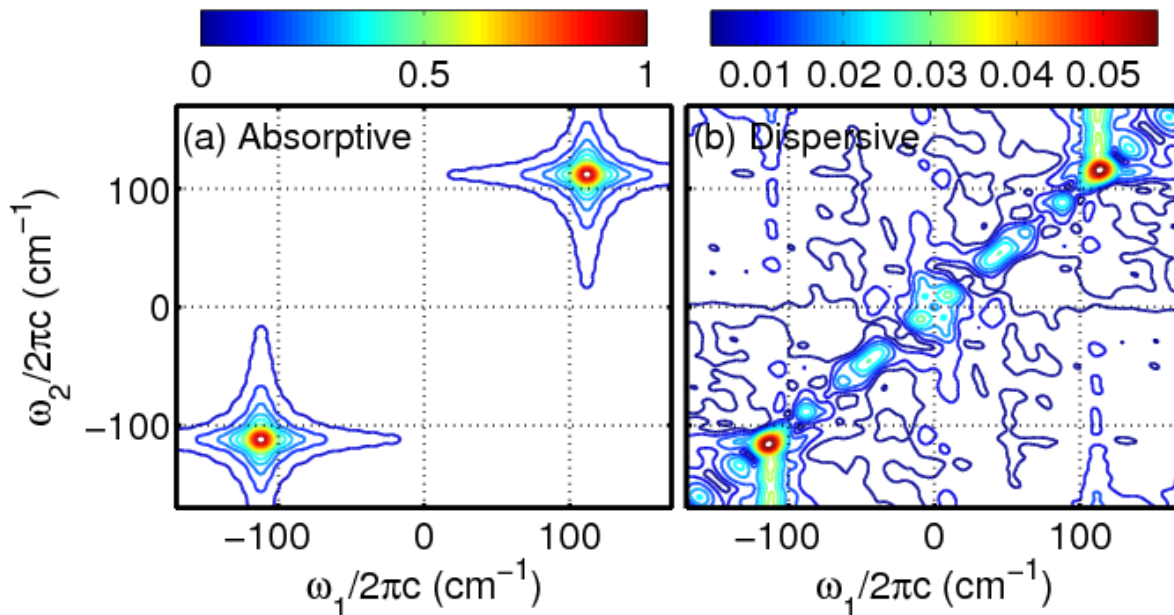 0 0.5 1
0.01 0.02 0.03 0.04 0.05
(a) Absorptive
(b) Dispersive
ω₂/2πc (cm⁻¹)
100
0
−100
−100 0 100
−100 0 100
ω₁/2πc (cm⁻¹)
ω₁/2πc (cm⁻¹)